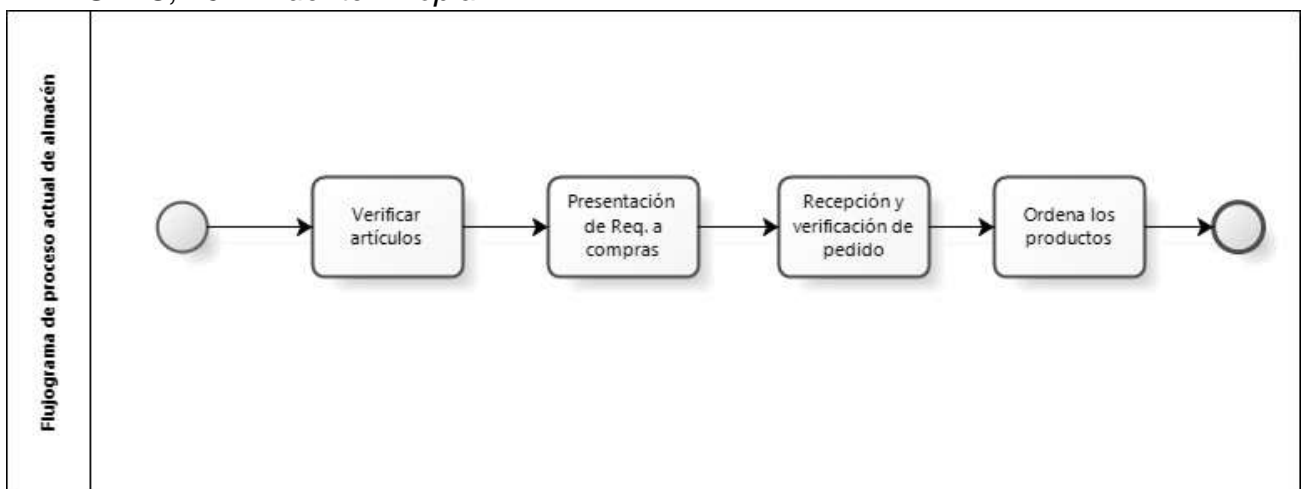 Flujograma de proceso actual de almacén
Verificar
artículos
Presentación
de Req. a
compras
Recepción y
verificación de
pedido
Ordena los
productos